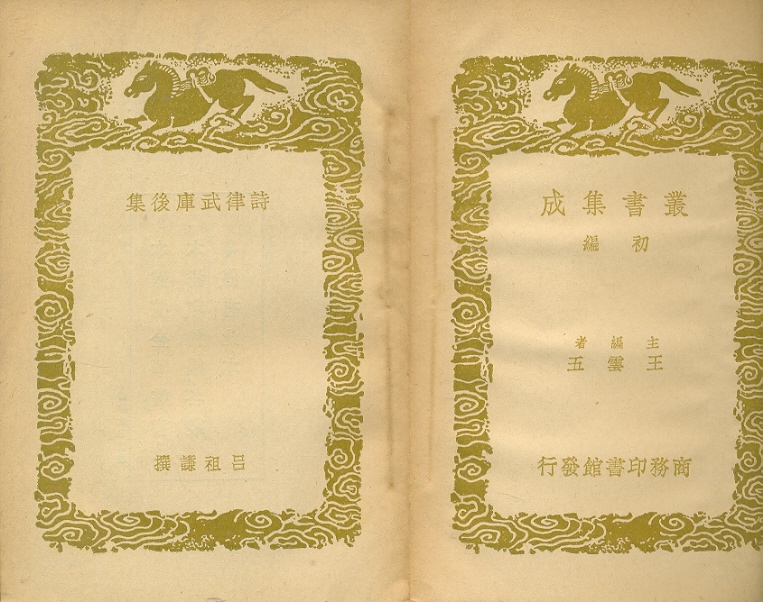 叢書集成
初編
主編者
王雲五
商務印書館發行
詩律武庫後集
呂祖謙撰